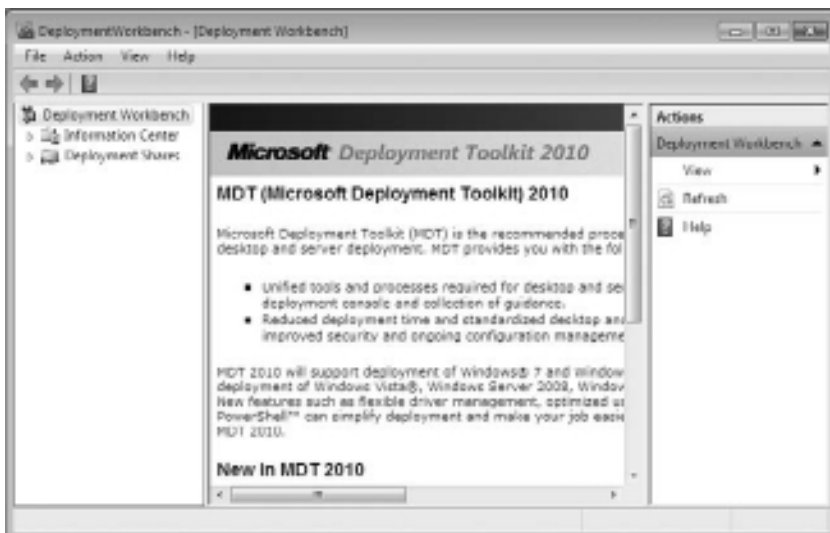 DeploymentWorkbench - [Deployment Workbench]
File Action View Help
Deployment Workbench
Information Center
Deployment Shares
Microsoft Deployment Toolkit 2010
MDT (Microsoft Deployment Toolkit) 2010
Microsoft Deployment Toolkit (MDT) is the recommended proce
desktop and server deployment. MDT provides you with the fol
Unified tools and processes required for desktop and se
deployment console and collection of guidance.
Reduced deployment time and standardized desktop and
improved security and ongoing configuration manageme
MDT 2010 will support deployment of Windows® 7 and Window
deployment of Windows Vista®, Windows Server 2008, Window
New features such as flexible driver management, optimized u
PowerShell™ can simplify deployment and make your job easie
MDT 2010.
New in MDT 2010
Actions
Deployment Workbench
View
Refresh
Help